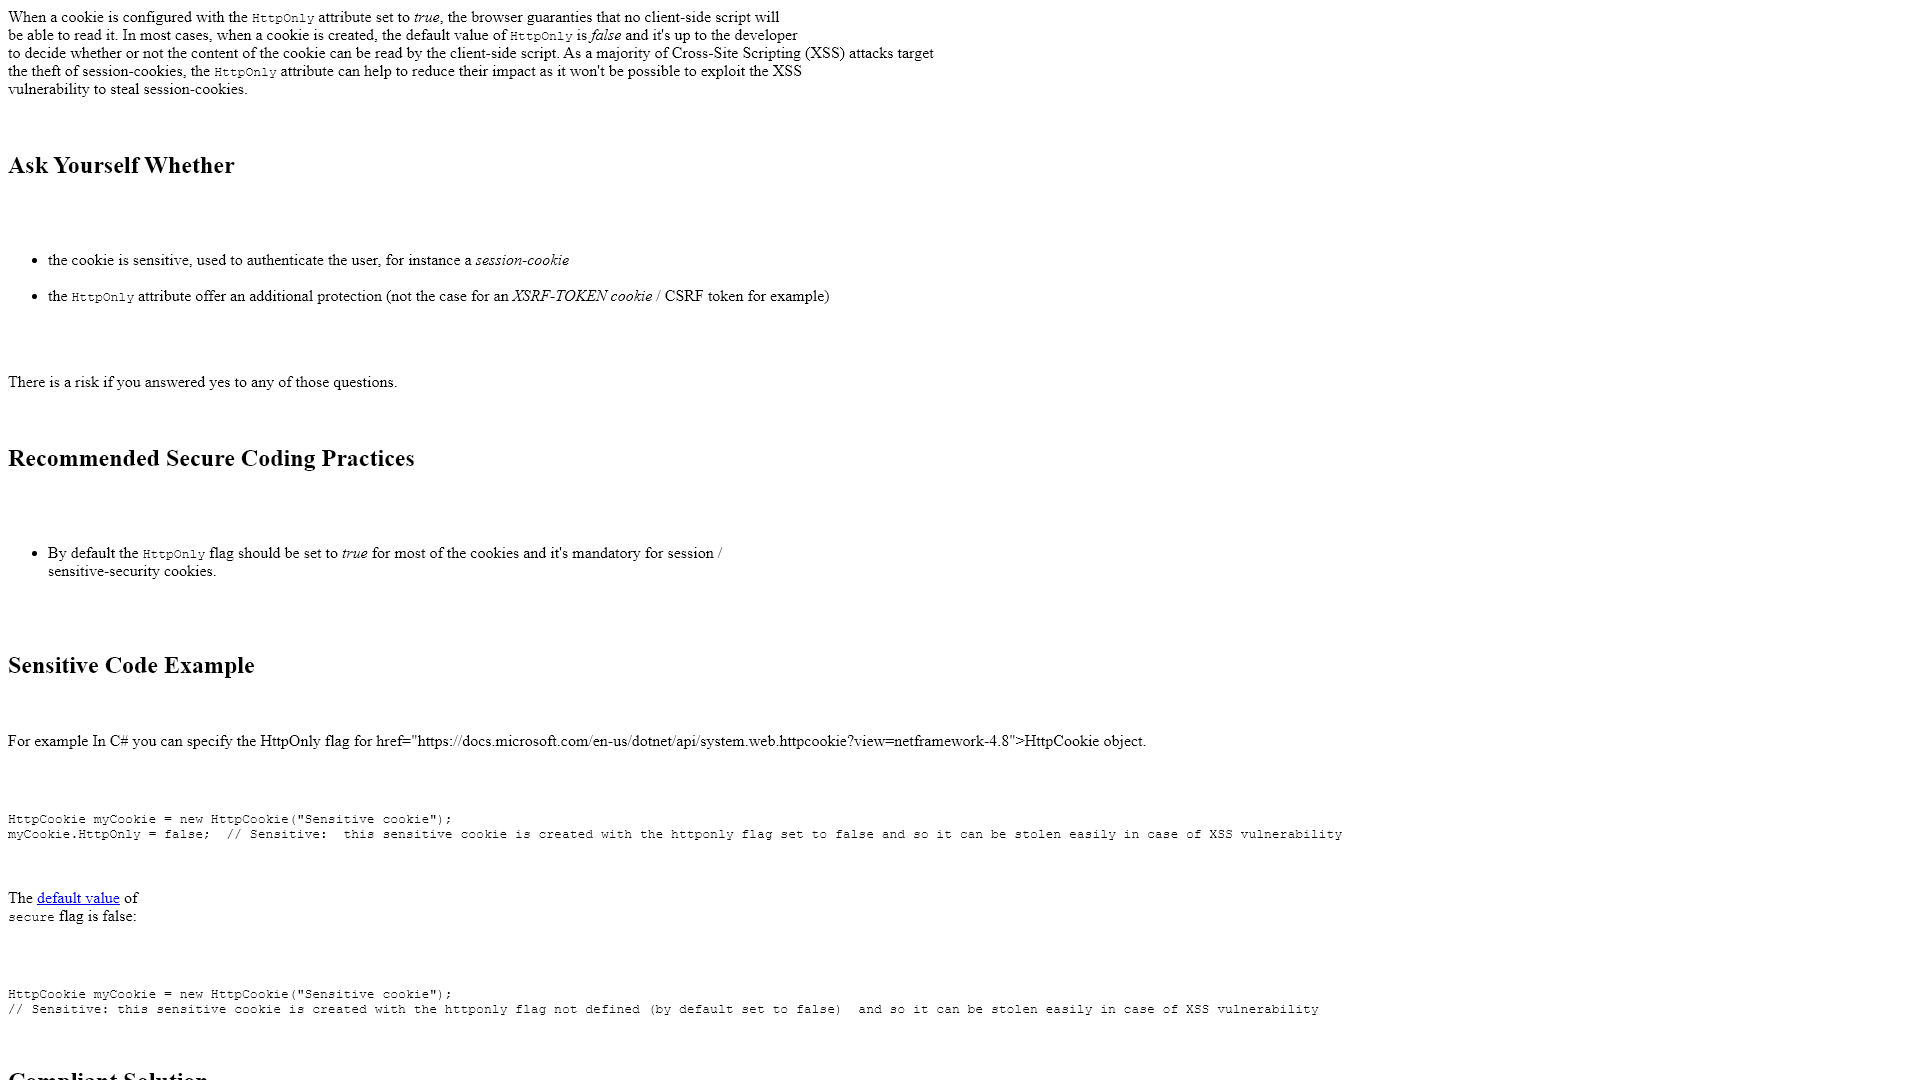 When a cookie is configured with the HttpOnly attribute set to true, the browser guaranties that no client-side script will
be able to read it. In most cases, when a cookie is created, the default value of HttpOnly is false and it's up to the developer
to decide whether or not the content of the cookie can be read by the client-side script. As a majority of Cross-Site Scripting (XSS) attacks target
the theft of session-cookies, the HttpOnly attribute can help to reduce their impact as it won't be possible to exploit the XSS
vulnerability to steal session-cookies.
Ask Yourself Whether
• the cookie is sensitive, used to authenticate the user, for instance a session-cookie
• the HttpOnly attribute offer an additional protection (not the case for an XSRF-TOKEN cookie / CSRF token for example)
There is a risk if you answered yes to any of those questions.
Recommended Secure Coding Practices
• By default the HttpOnly flag should be set to true for most of the cookies and it's mandatory for session /
sensitive-security cookies.
Sensitive Code Example
For example In C# you can specify the HttpOnly flag for href="https://docs.microsoft.com/en-us/dotnet/api/system.web.httpcookie?view=netframework-4.8">HttpCookie object.
HttpCookie myCookie = new HttpCookie("Sensitive cookie");
myCookie.HttpOnly = false;  // Sensitive:  this sensitive cookie is created with the httponly flag set to false and so it can be stolen easily in case of XSS vulnerability
The default value of
secure flag is false:
HttpCookie myCookie = new HttpCookie("Sensitive cookie");
// Sensitive: this sensitive cookie is created with the httponly flag not defined (by default set to false)  and so it can be stolen easily in case of XSS vulnerability
Compliant Solution